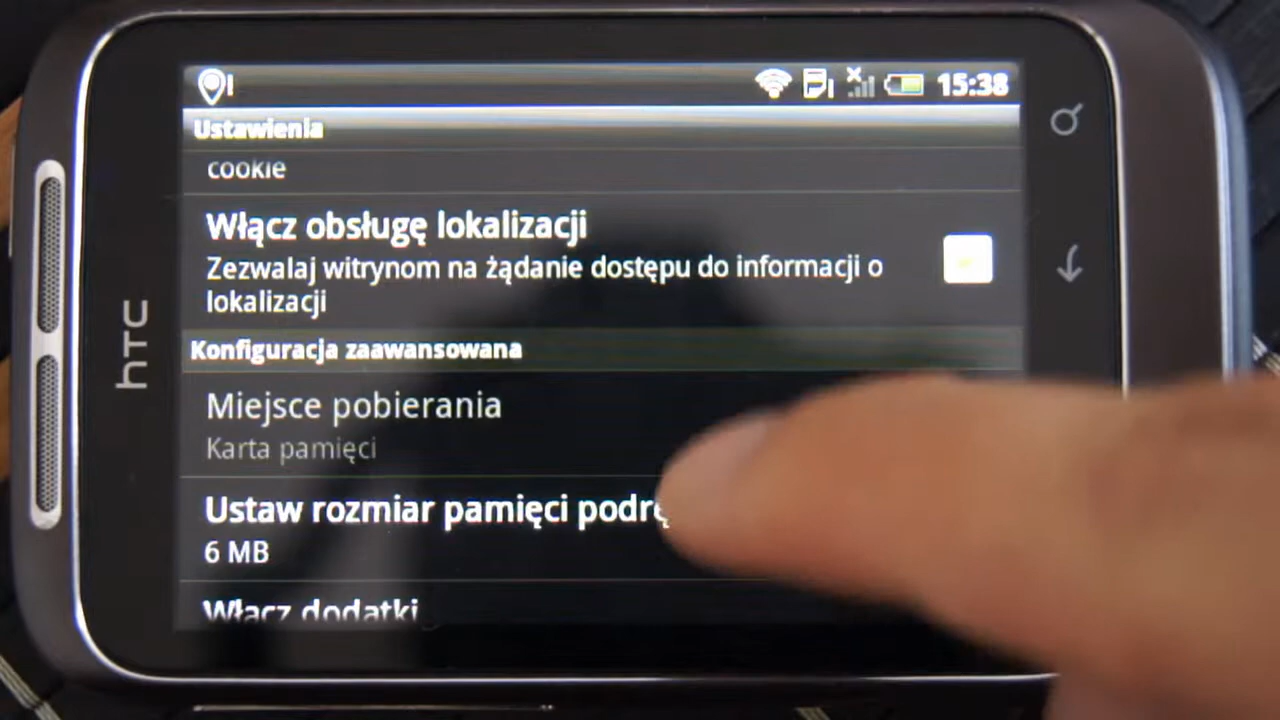 15:38
Ustawienia
cookie
Włącz obsługę lokalizacji
Zezwalaj witrynom na żądanie dostępu do informacji o
lokalizacji
Konfiguracja zaawansowana
Miejsce pobierania
Karta pamięci
Ustaw rozmiar pamięci
6 MB
Włącz dodatki
hTC